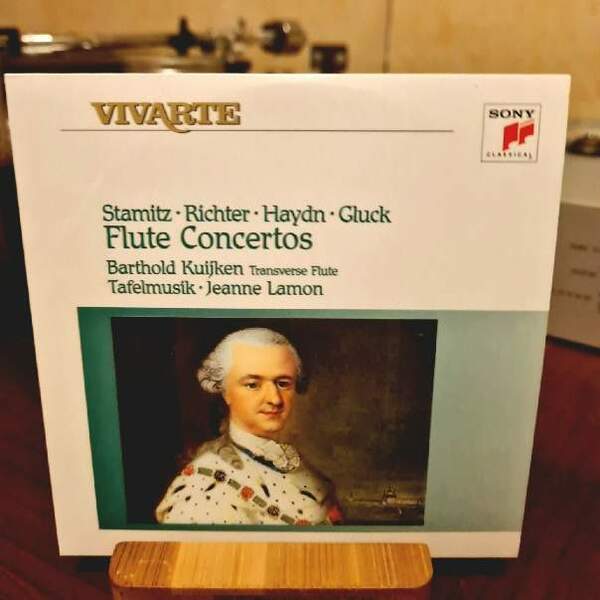 VIVARTE
SONY
CLASSICAL
Stamitz · Richter · Haydn · Gluck
Flute Concertos
Barthold Kuijken Transverse Flute
Tafelmusik · Jeanne Lamon